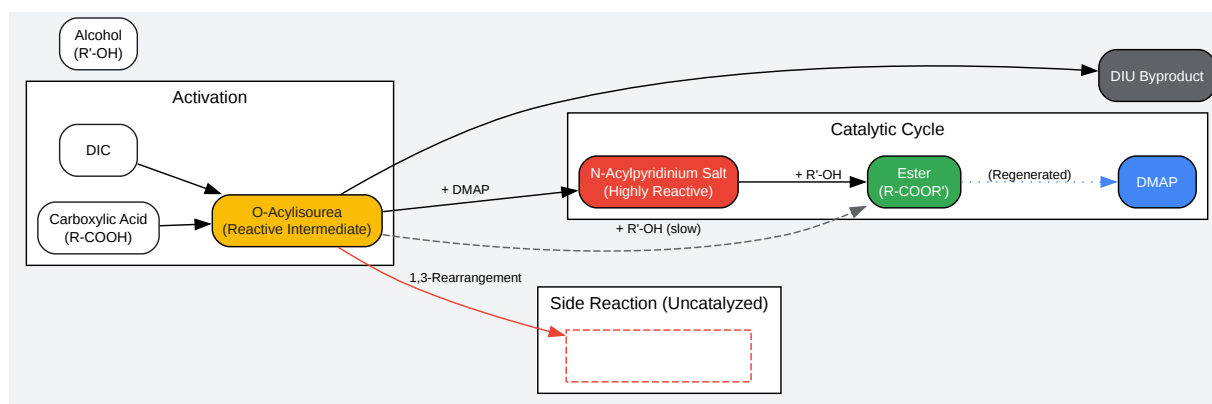 Alcohol
(R'-OH)
Activation
DIC
Carboxylic Acid
(R-COOH)
O-Acylisourea
(Reactive Intermediate)
+ DMAP
DIU Byproduct
Catalytic Cycle
N-Acylpyridinium Salt
(Highly Reactive)
+ R'-OH
Ester
(R-COOR')
(Regenerated)
DMAP
+ R'-OH (slow)
1,3-Rearrangement
Side Reaction (Uncatalyzed)